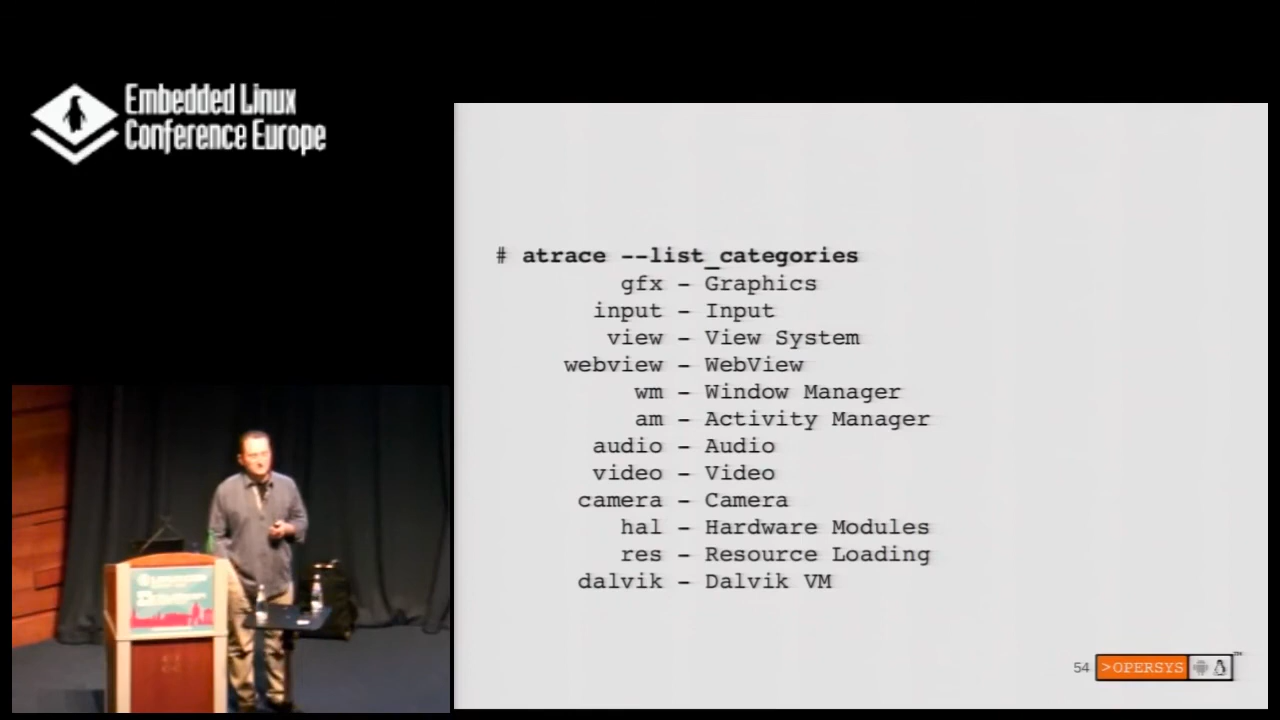 Embedded Linux
Conference Europe
# atrace --list_categories
gfx - Graphics
input - Input
view - View System
webview - WebView
wm - Window Manager
am - Activity Manager
audio - Audio
video - Video
camera - Camera
hal - Hardware Modules
res - Resource Loading
dalvik - Dalvik VM
54 >OPERSYS ™